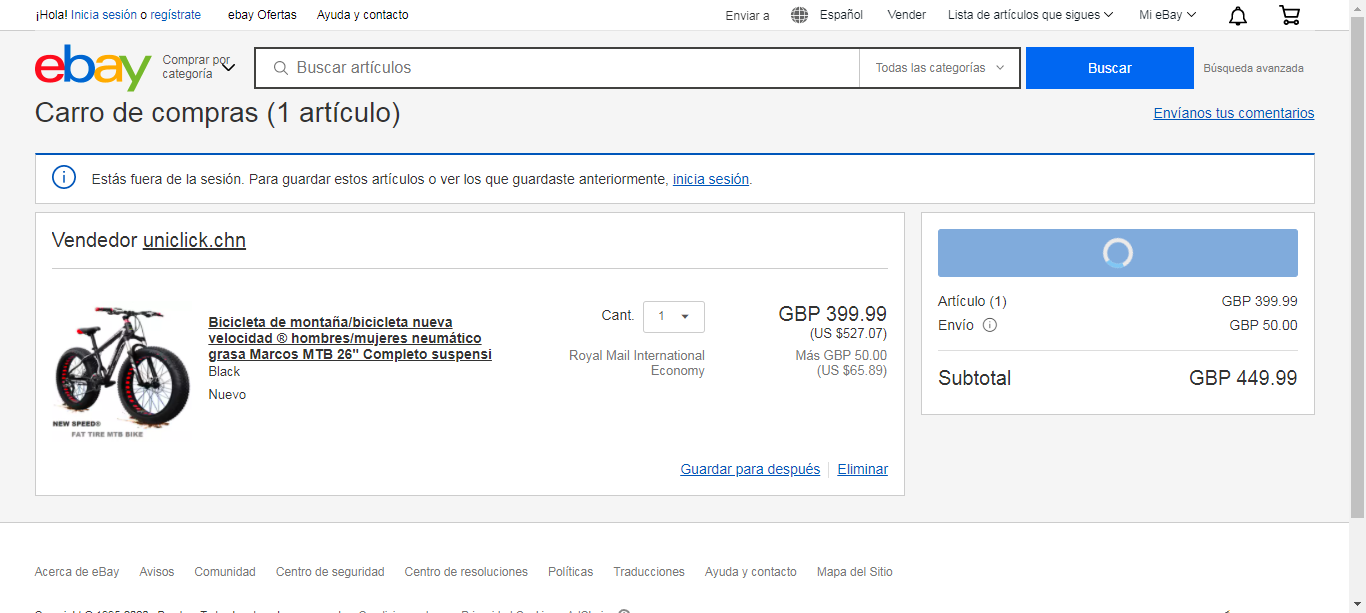 ¡Hola! Inicia sesión o regístrate ebay Ofertas Ayuda y contacto Enviar a Español Vender Lista de artículos que sigues Mi eBay
ebay Comprar por categoría Buscar artículos Todas las categorías Buscar Búsqueda avanzada
Carro de compras (1 artículo) Envíanos tus comentarios
Estás fuera de la sesión. Para guardar estos artículos o ver los que guardaste anteriormente, inicia sesión.
Vendedor uniclick.chn
NEW SPEED®
FAT TIRE MTB BIKE
Bicicleta de montaña/bicicleta nueva
velocidad ® hombres/mujeres neumático
grasa Marcos MTB 26" Completo suspensi
Black
Nuevo
Cant. 1
GBP 399.99
(US $527.07)
Royal Mail International
Economy
Más GBP 50.00
(US $65.89)
Guardar para después Eliminar
Artículo (1) GBP 399.99
Envío GBP 50.00
Subtotal GBP 449.99
Acerca de eBay Avisos Comunidad Centro de seguridad Centro de resoluciones Políticas Traducciones Ayuda y contacto Mapa del Sitio